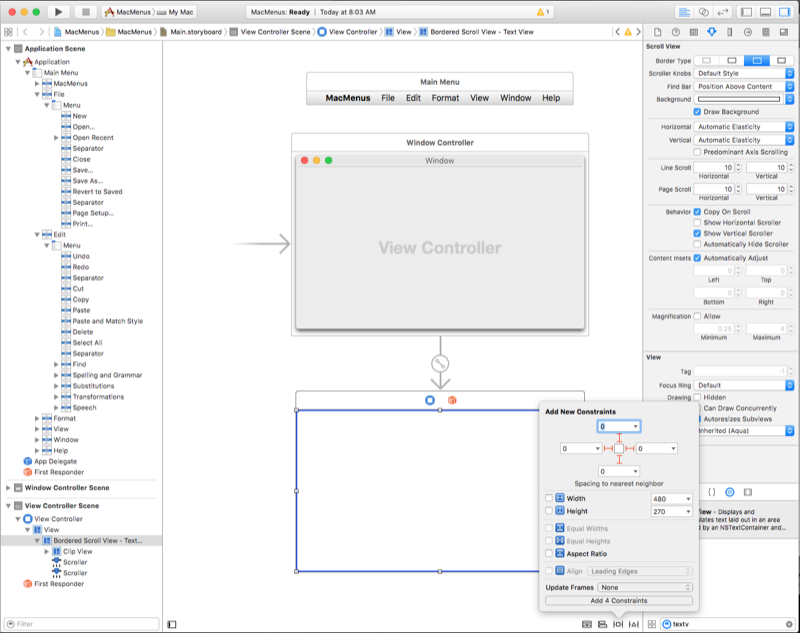 MacMenus
My Mac
MacMenus: Ready | Today at 8:03 AM
1
MacMenus
MacMenus
Main.storyboard
View Controller Scene
View Controller
View
Bordered Scroll View - Text View
Application Scene
Application
Main Menu
MacMenus
File
Menu
New
Open...
Open Recent
Separator
Close
Save...
Save As...
Revert to Saved
Separator
Page Setup...
Print...
Edit
Menu
Undo
Redo
Separator
Cut
Copy
Paste
Paste and Match Style
Delete
Select All
Separator
Find
Spelling and Grammar
Substitutions
Transformations
Speech
Format
View
Window
Help
App Delegate
First Responder
Window Controller Scene
View Controller Scene
View Controller
View
Bordered Scroll View - Text...
Clip View
Scroller
Scroller
First Responder
Filter
Main Menu
MacMenus File Edit Format View Window Help
Window Controller
Window
View Controller
Add New Constraints
0
0 0
0
Spacing to nearest neighbor
Width 480
Height 270
Equal Widths
Equal Heights
Aspect Ratio
Align Leading Edges
Update Frames None
Add 4 Constraints
Scroll View
Border Type
Scroller Knobs Default Style
Find Bar Position Above Content
Background
Draw Background
Horizontal Automatic Elasticity
Vertical Automatic Elasticity
Predominant Axis Scrolling
Line Scroll 10 10
Horizontal Vertical
Page Scroll 10 10
Horizontal Vertical
Behavior Copy On Scroll
Show Horizontal Scroller
Show Vertical Scroller
Automatically Hide Scroller
Content Insets Automatically Adjust
0 0
Left Top
0 0
Bottom Right
Magnification Allow
0.25 4
Minimum Maximum
View
Tag -1
Focus Ring Default
Drawing Hidden
Can Draw Concurrently
Autoresizes Subviews
Inherited (Aqua)
View - Displays and
lates text laid out in an area
d by an NSTextContainer and...
textv